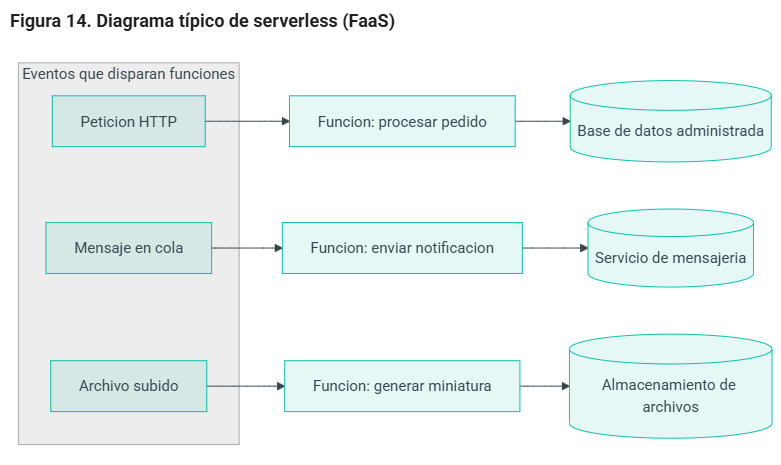 Figura 14. Diagrama típico de serverless (FaaS)
Eventos que disparan funciones
Peticion HTTP
Funcion: procesar pedido
Base de datos administrada
Mensaje en cola
Funcion: enviar notificacion
Servicio de mensajeria
Archivo subido
Funcion: generar miniatura
Almacenamiento de
archivos